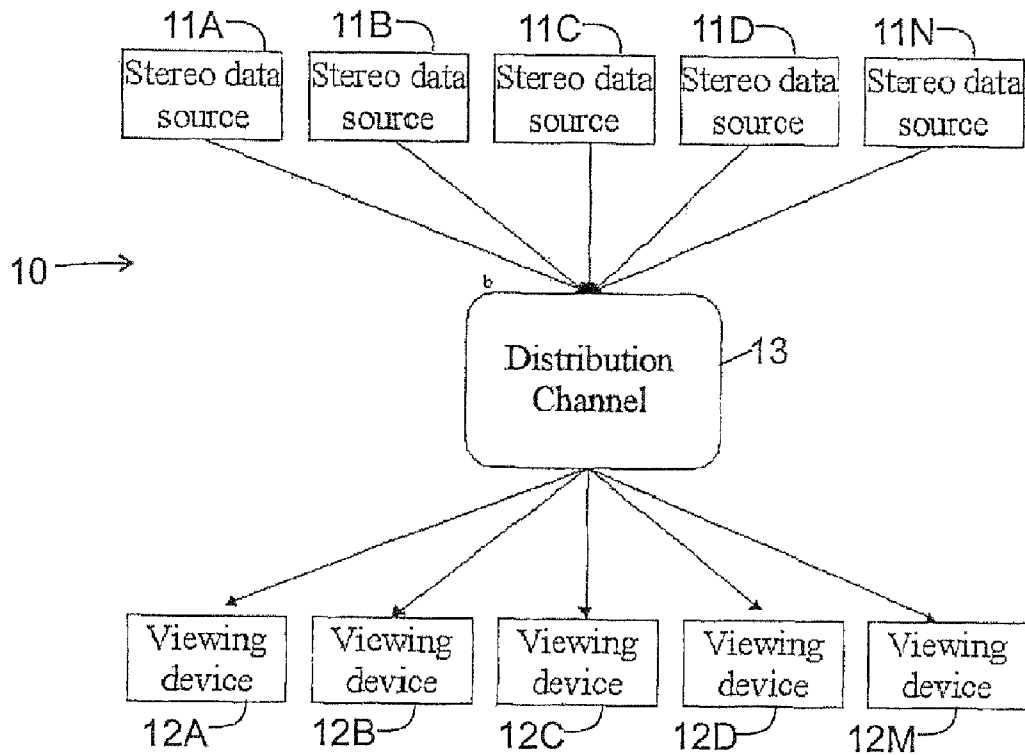 11A 11B 11C 11D 11N
Stereo data Stereo data Stereo data Stereo data Stereo data
source source source source source
10
b
Distribution
Channel
13
Viewing Viewing Viewing Viewing Viewing
device device device device device
12A 12B 12C 12D 12M